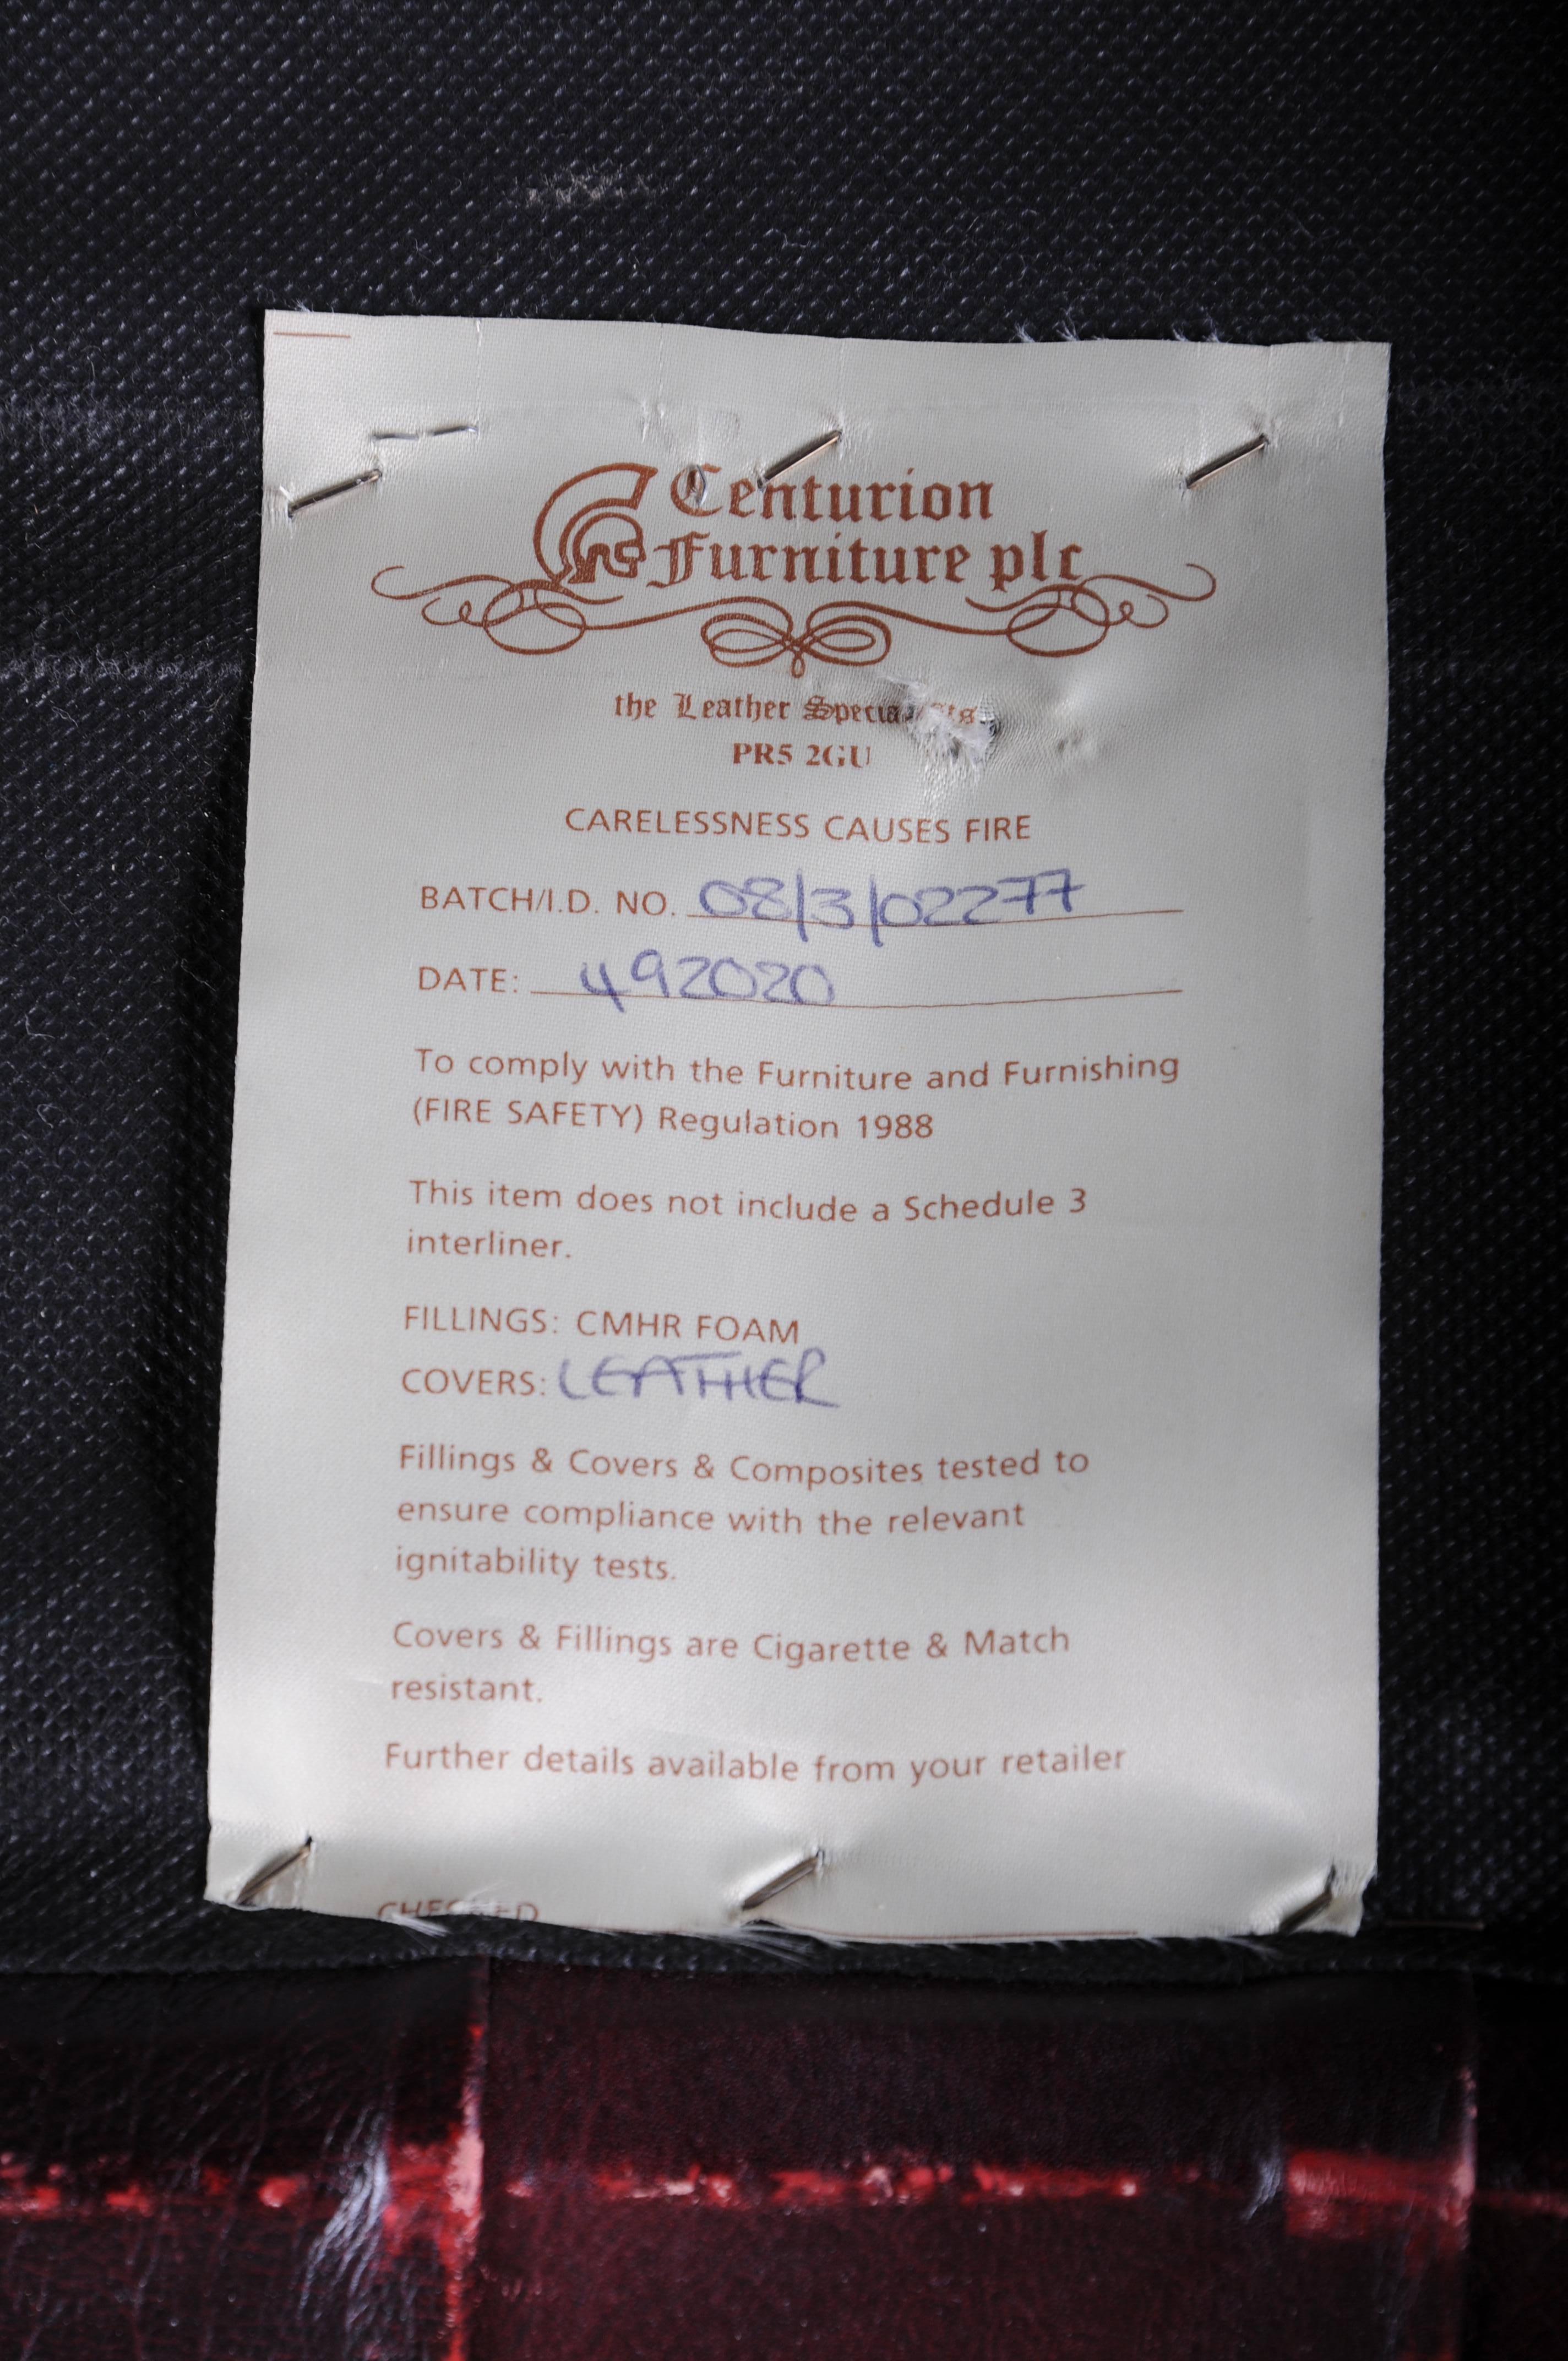 Centurion
Furniture plc
the Leather Specialists
PR5 2GU
CARELESSNESS CAUSES FIRE
BATCH/I.D. NO. 08/3/02277
DATE: 492020
To comply with the Furniture and Furnishing
(FIRE SAFETY) Regulation 1988
This item does not include a Schedule 3
interliner.
FILLINGS: CMHR FOAM
COVERS: LEATHER
Fillings & Covers & Composites tested to
ensure compliance with the relevant
ignitability tests.
Covers & Fillings are Cigarette & Match
resistant.
Further details available from your retailer
CHECKED